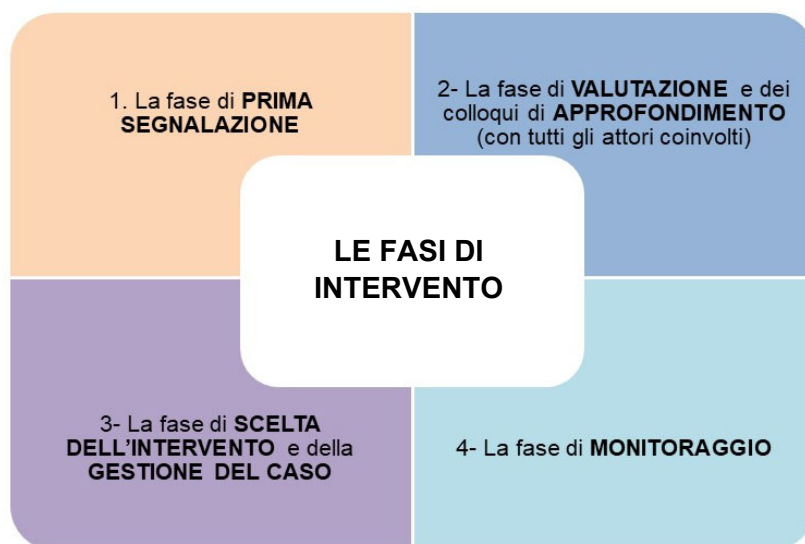 1. La fase di PRIMA
SEGNALAZIONE
2- La fase di VALUTAZIONE e dei
colloqui di APPROFONDIMENTO
(con tutti gli attori coinvolti)
LE FASI DI
INTERVENTO
3- La fase di SCELTA
DELL’INTERVENTO e della
GESTIONE DEL CASO
4- La fase di MONITORAGGIO